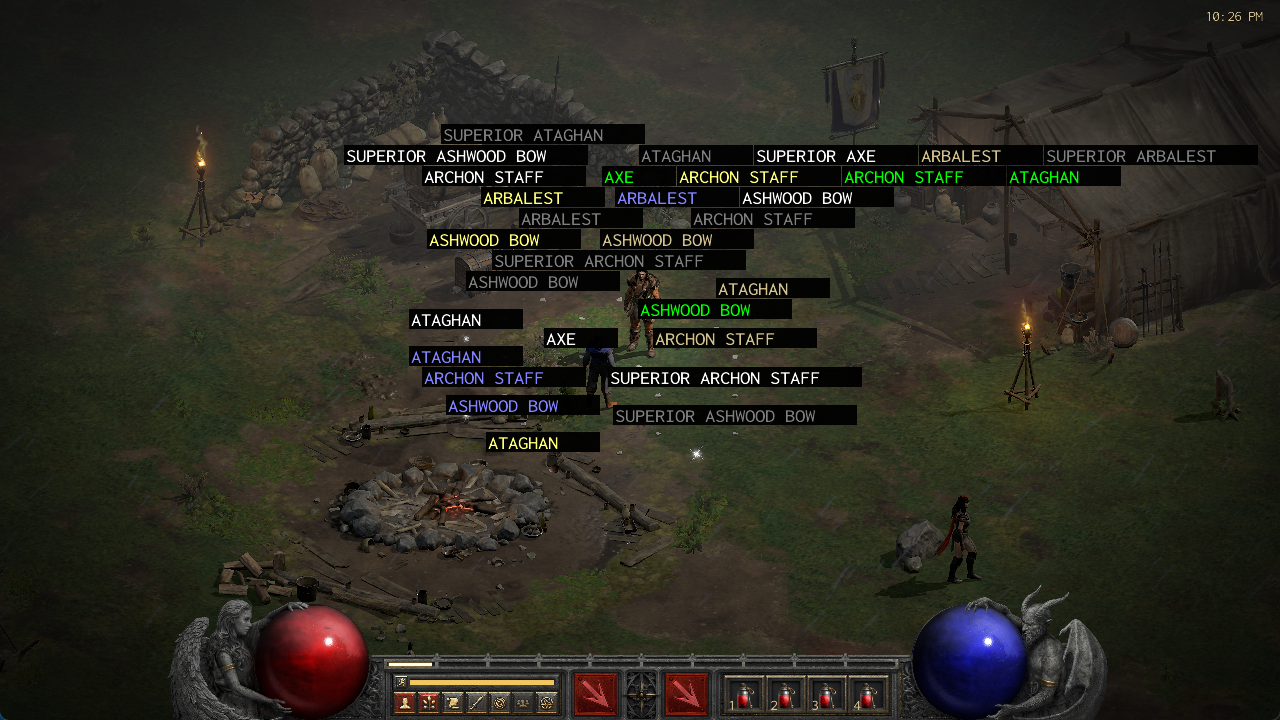 10:26 PM
SUPERIOR ATAGHAN
SUPERIOR ASHWOOD BOW
ATAGHAN
SUPERIOR AXE
ARBALEST
SUPERIOR ARBALEST
ARCHON STAFF
AXE
ARCHON STAFF
ARCHON STAFF
ATAGHAN
ARBALEST
ARBALEST
ASHWOOD BOW
ARBALEST
ARCHON STAFF
ASHWOOD BOW
ASHWOOD BOW
SUPERIOR ARCHON STAFF
ASHWOOD BOW
ATAGHAN
ASHWOOD BOW
ATAGHAN
AXE
ARCHON STAFF
ATAGHAN
ARCHON STAFF
SUPERIOR ARCHON STAFF
ASHWOOD BOW
SUPERIOR ASHWOOD BOW
ATAGHAN
1
2
3
4